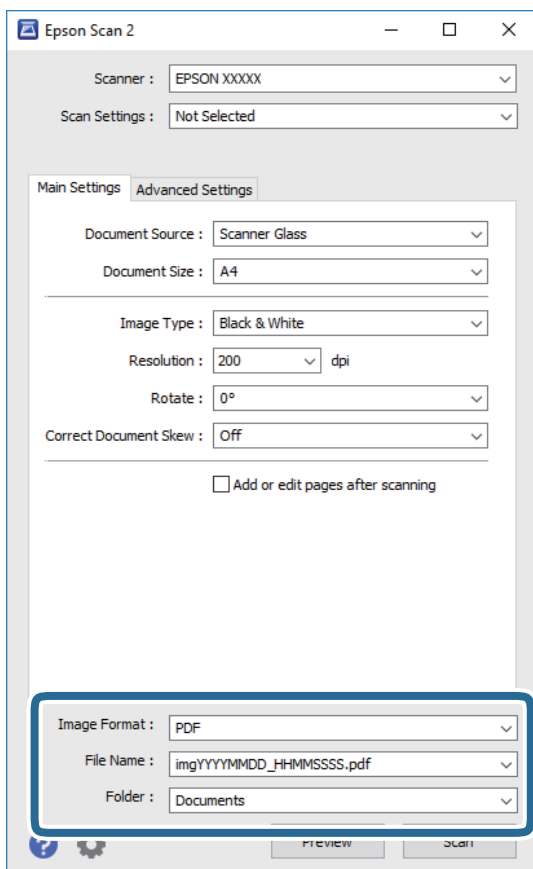 Epson Scan 2
Scanner : EPSON XXXXX
Scan Settings : Not Selected
Main Settings Advanced Settings
Document Source : Scanner Glass
Document Size : A4
Image Type : Black & White
Resolution : 200 dpi
Rotate : 0°
Correct Document Skew : Off
Add or edit pages after scanning
Image Format : PDF
File Name : imgYYYYMMDD_HHMMSSSS.pdf
Folder : Documents
? Preview Scan